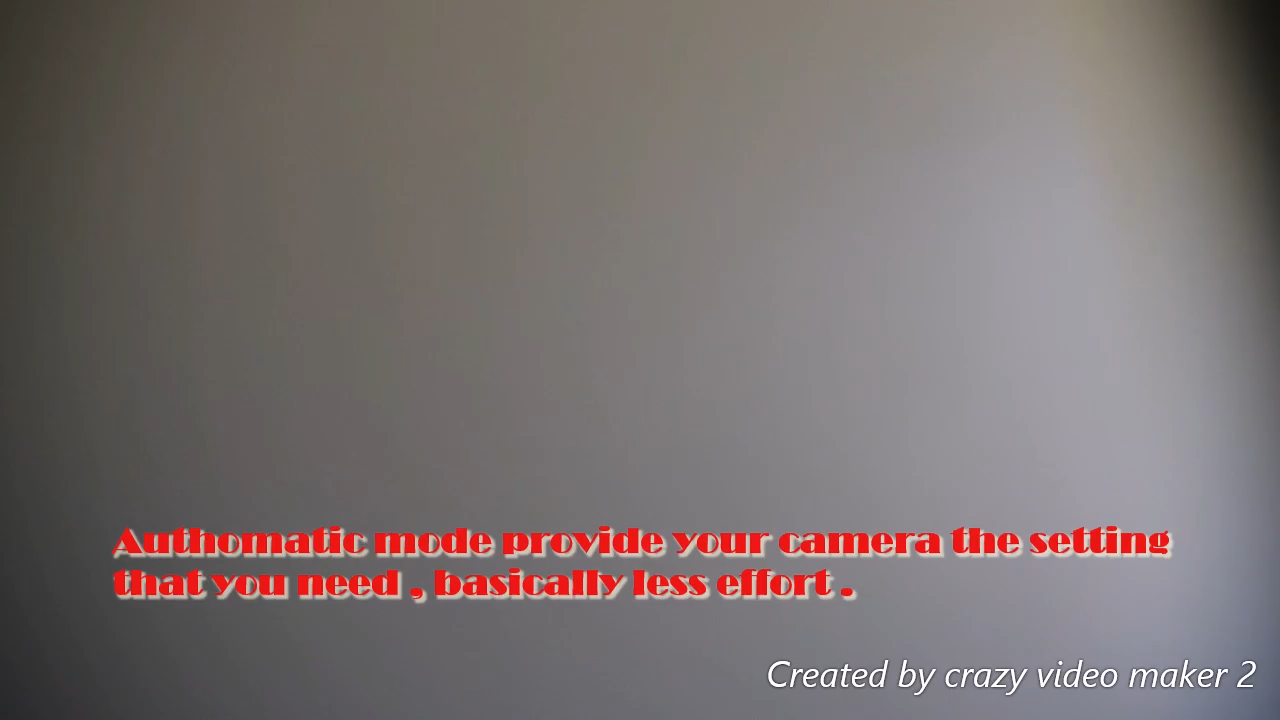 Authomatic mode provide your camera the setting
that you need , basically less effort .
Created by crazy video maker 2